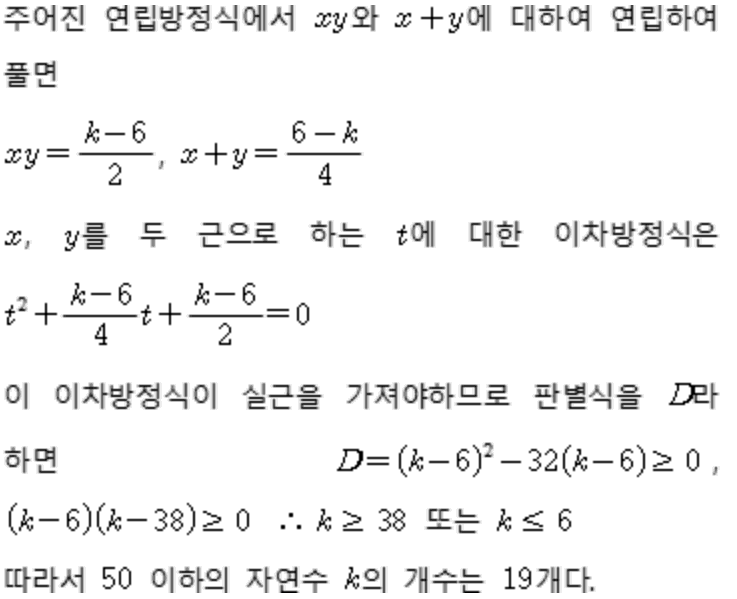 주어진 연립방정식에서 xy와 x+y에 대하여 연립하여
풀면
xy=\frac{k-6}{2}, x+y=\frac{6-k}{4}
x, y를 두 근으로 하는 t에 대한 이차방정식은
t^2+\frac{k-6}{4}t+\frac{k-6}{2}=0
이 이차방정식이 실근을 가져야하므로 판별식을 D라
하면 D=(k-6)^2-32(k-6)≥0,
(k-6)(k-38)≥0 ∴ k≥38 또는 k≤6
따라서 50 이하의 자연수 k의 개수는 19개다.